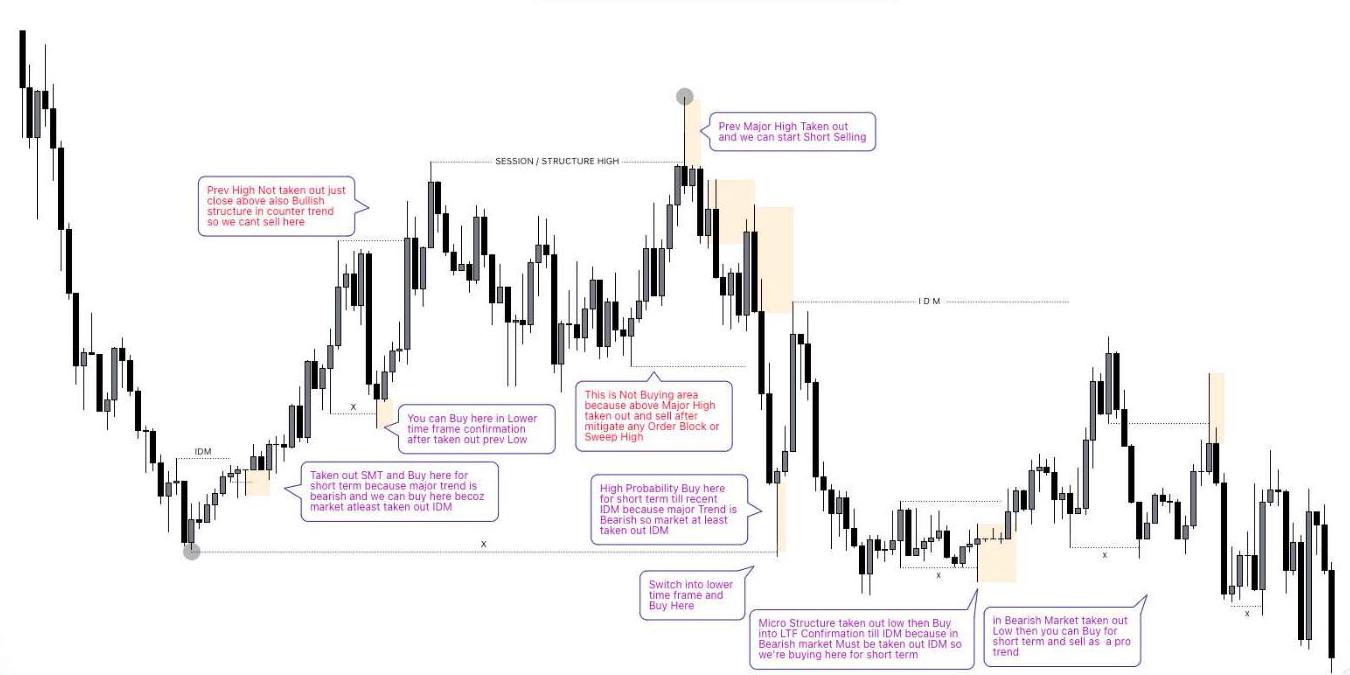 Prev Major High Taken out
and we can start Short Selling
SESSION / STRUCTURE HIGH
Prev High Not taken out just
close above also Bullish
structure in counter trend
so we cant sell here
IDM
This is Not Buying area
because above Major High
taken out and sell after
mitigate any Order Block or
Sweep High
X
You can Buy here in Lower
time frame confirmation
after taken out prev Low
IDM
Taken out SMT and Buy here for
short term because major trend is
bearish and we can buy here becoz
market atleast taken out IDM
High Probability Buy here
for short term till recent
IDM because major Trend is
Bearish so market at least
taken out IDM
X
X
X
X
Switch into lower
time frame and
Buy Here
Micro Structure taken out low then Buy
into LTF Confirmation till IDM because in
Bearish market Must be taken out IDM so
we're buying here for short term
in Bearish Market taken out
Low then you can Buy for
short term and sell as a pro
trend